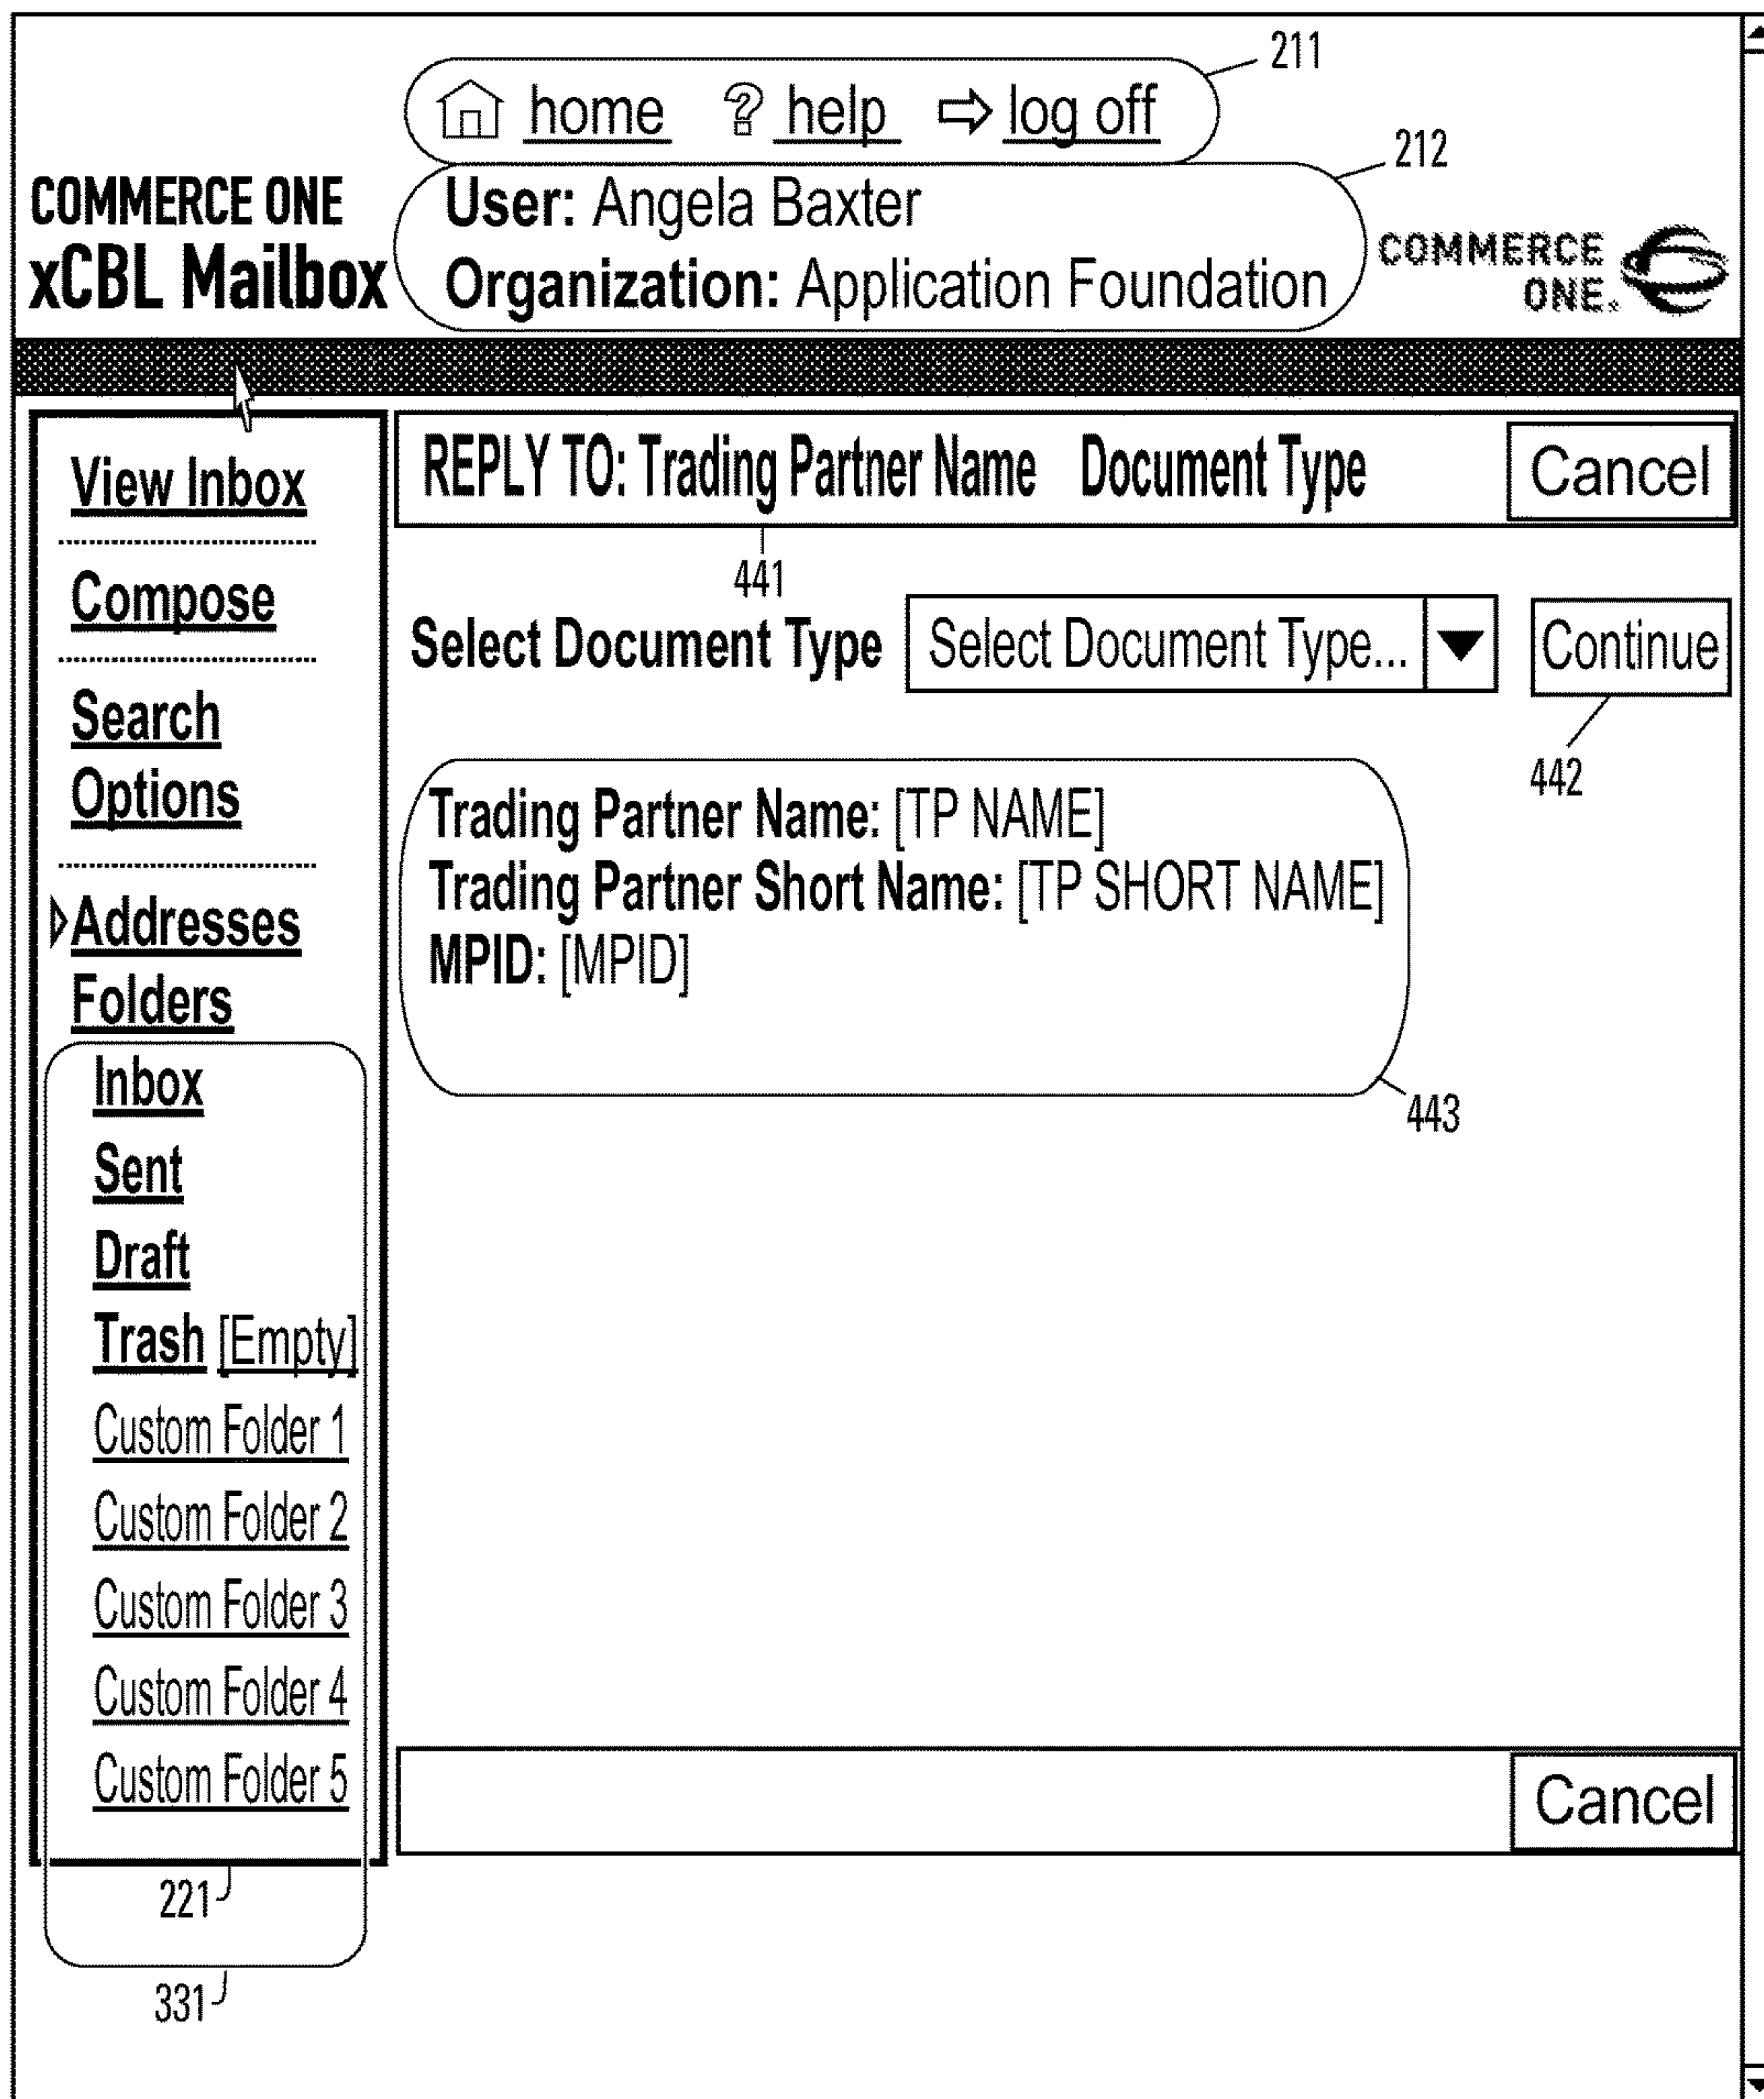 211
home ? help log off
212
COMMERCE ONE
xCBL Mailbox
User: Angela Baxter
Organization: Application Foundation
COMMERCE
ONE®
View Inbox
Compose
Search
Options
Addresses
Folders
Inbox
Sent
Draft
Trash [Empty]
Custom Folder 1
Custom Folder 2
Custom Folder 3
Custom Folder 4
Custom Folder 5
221
331
REPLY TO: Trading Partner Name Document Type Cancel
441
Select Document Type Select Document Type... Continue
442
Trading Partner Name: [TP NAME]
Trading Partner Short Name: [TP SHORT NAME]
MPID: [MPID]
443
Cancel